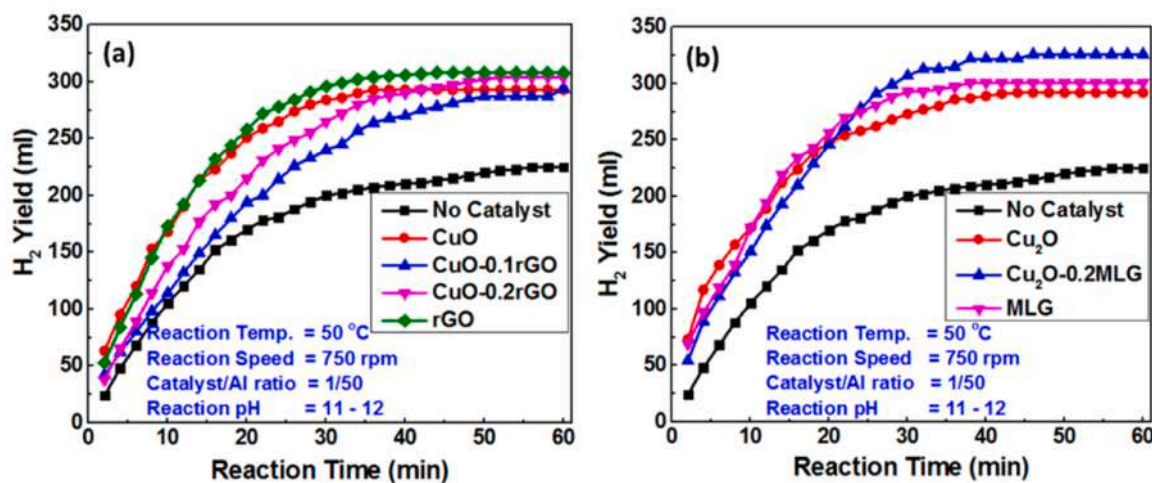 (a)
350
300
250
200
150
100
50
0
H₂ Yield (ml)
No Catalyst
CuO
CuO-0.1rGO
CuO-0.2rGO
rGO
Reaction Temp. = 50 °C
Reaction Speed = 750 rpm
Catalyst/Al ratio = 1/50
Reaction pH = 11 - 12
0 10 20 30 40 50 60
Reaction Time (min)
(b)
350
300
250
200
150
100
50
0
H₂ Yield (ml)
No Catalyst
Cu₂O
Cu₂O-0.2MLG
MLG
Reaction Temp. = 50 °C
Reaction Speed = 750 rpm
Catalyst/Al ratio = 1/50
Reaction pH = 11 - 12
0 10 20 30 40 50 60
Reaction Time (min)